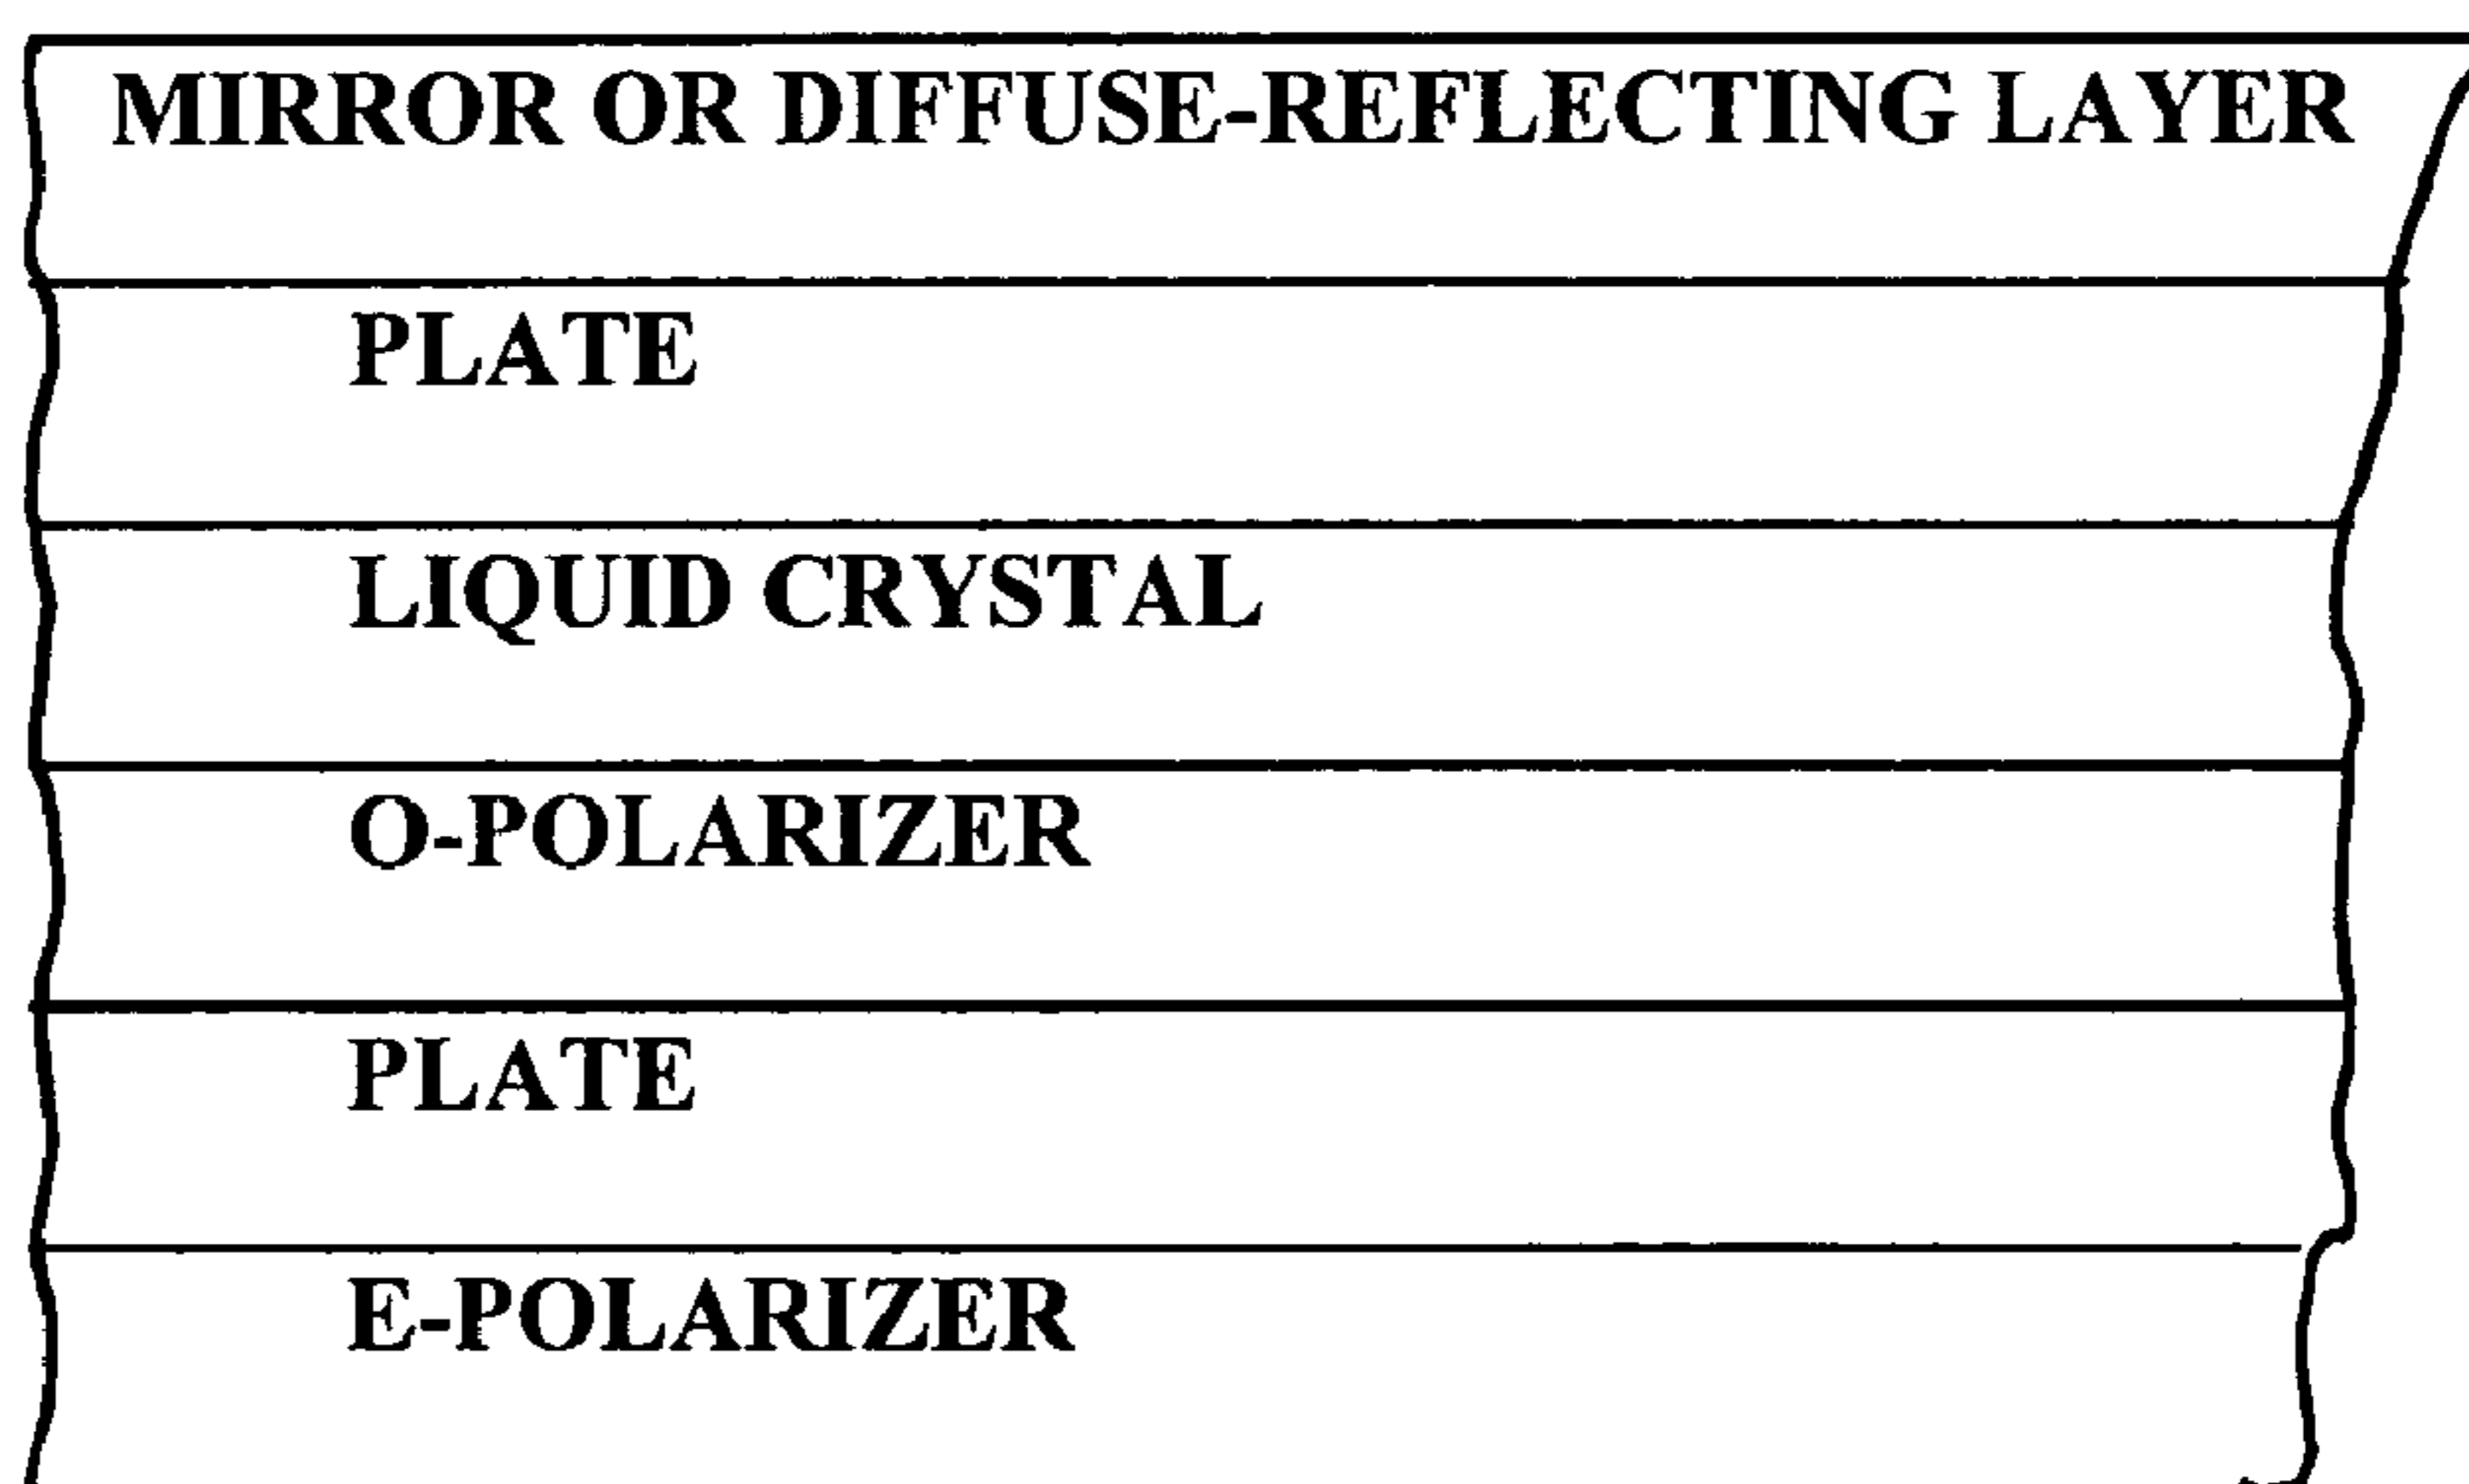 MIRROR OR DIFFUSE-REFLECTING LAYER
PLATE
LIQUID CRYSTAL
O-POLARIZER
PLATE
E-POLARIZER